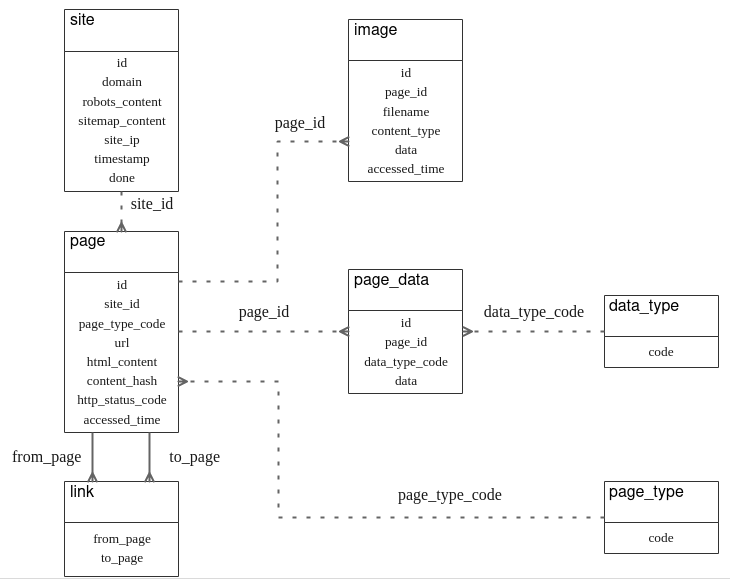 site
id
domain
robots_content
sitemap_content
site_ip
timestamp
done
image
id
page_id
filename
content_type
data
accessed_time
page_id
site_id
page
id
site_id
page_type_code
url
html_content
content_hash
http_status_code
accessed_time
page_id
page_data
id
page_id
data_type_code
data
data_type_code
data_type
code
from_page
to_page
link
from_page
to_page
page_type_code
page_type
code